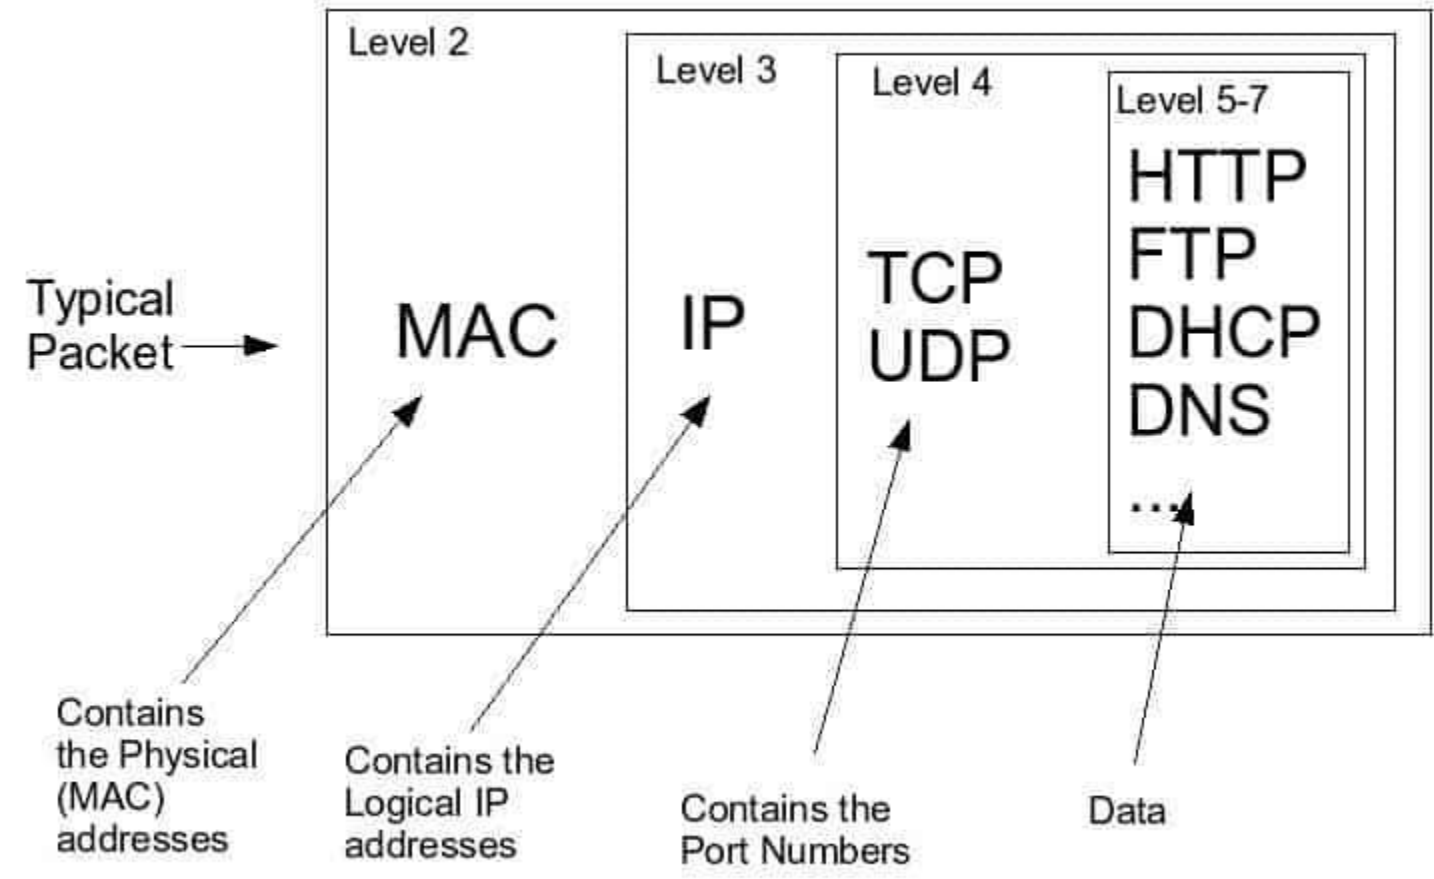 Level 2
Level 3
Level 4
Level 5-7
HTTP
FTP
DHCP
DNS
...
TCP
UDP
IP
MAC
Typical
Packet
Contains
the Physical
(MAC)
addresses
Contains the
Logical IP
addresses
Contains the
Port Numbers
Data